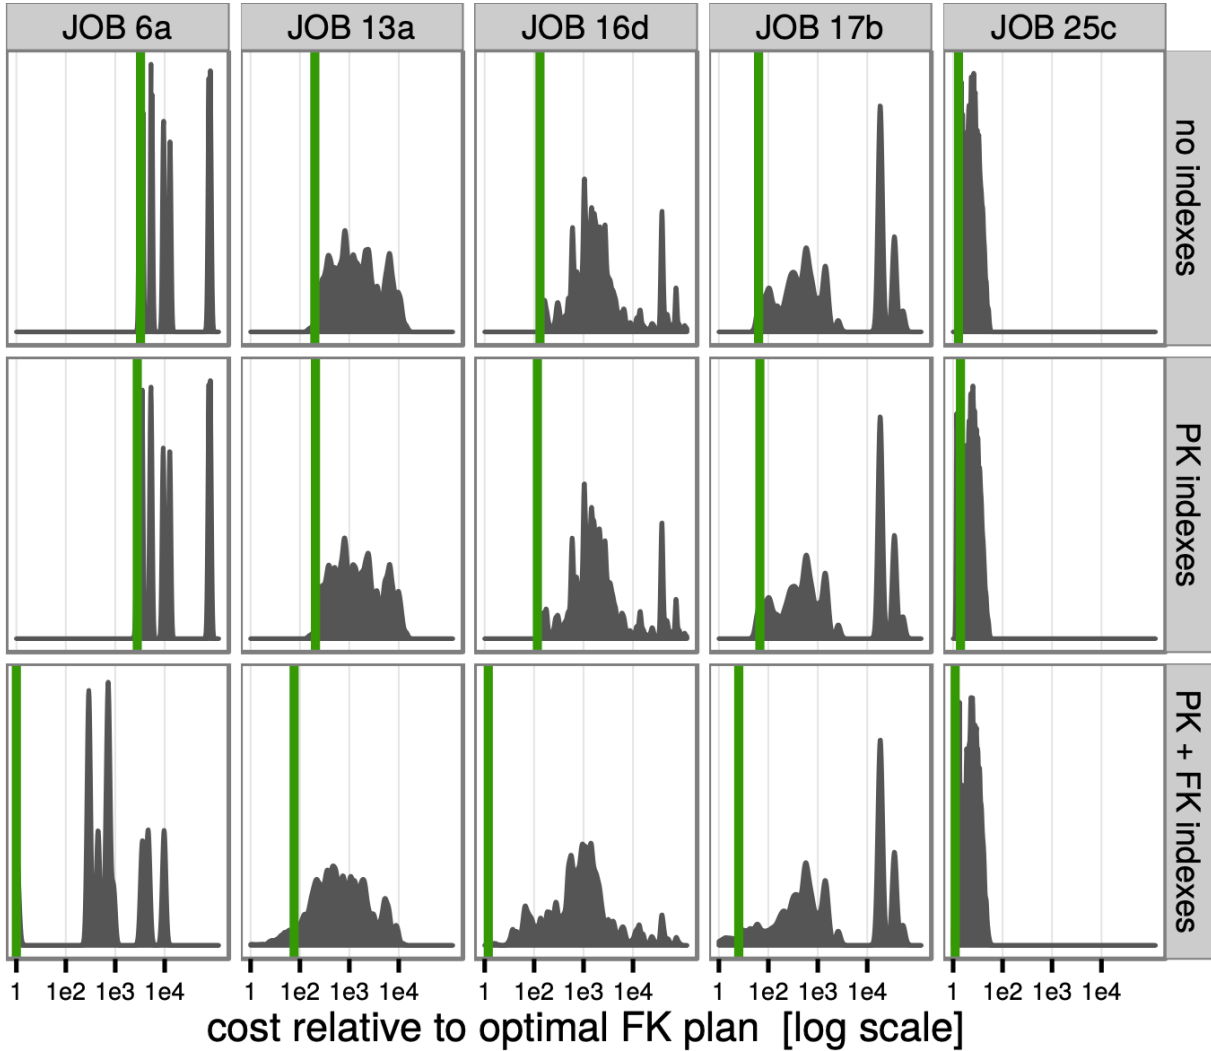 JOB 6a JOB 13a JOB 16d JOB 17b JOB 25c
no indexes
PK indexes
PK + FK indexes
1 1e2 1e3 1e4 1 1e2 1e3 1e4 1 1e2 1e3 1e4 1 1e2 1e3 1e4 1 1e2 1e3 1e4
cost relative to optimal FK plan [log scale]